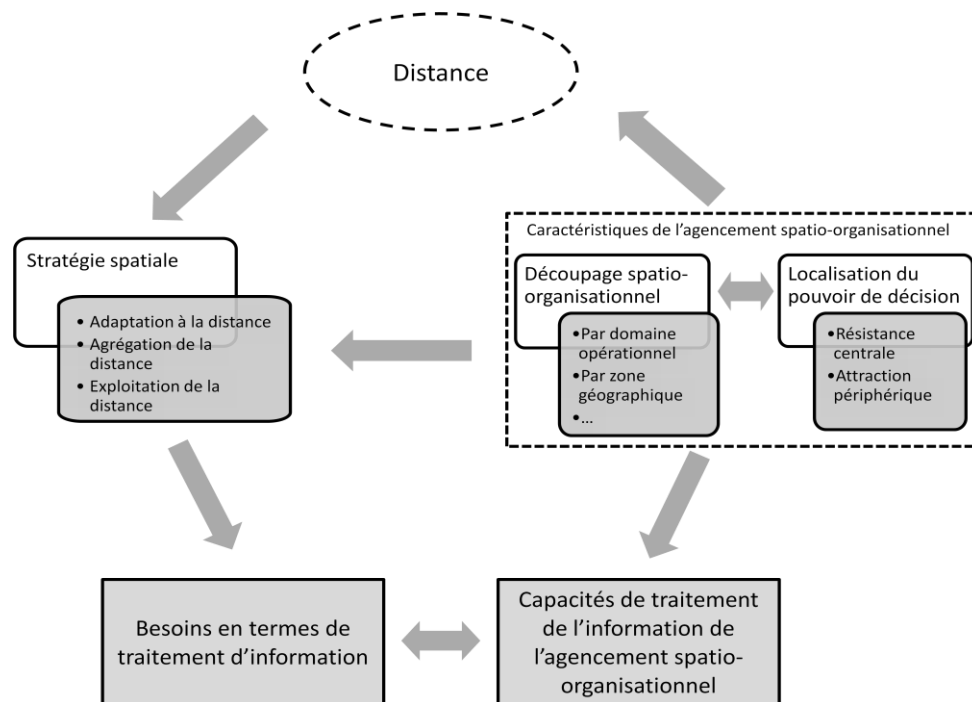 Distance
Stratégie spatiale
• Adaptation à la distance
• Agrégation de la
distance
• Exploitation de la
distance
Caractéristiques de l’agencement spatio-organisationnel
Découpage spatio-
organisationnel
•Par domaine
opérationnel
•Par zone
géographique
•...
Localisation du
pouvoir de décision
•Résistance
centrale
•Attraction
périphérique
Besoins en termes de
traitement d’information
Capacités de traitement
de l’information de
l’agencement spatio-
organisationnel